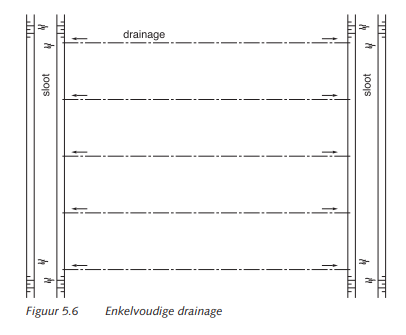 drainage
sloot
sloot
Figuur 5.6 Enkelvoudige drainage